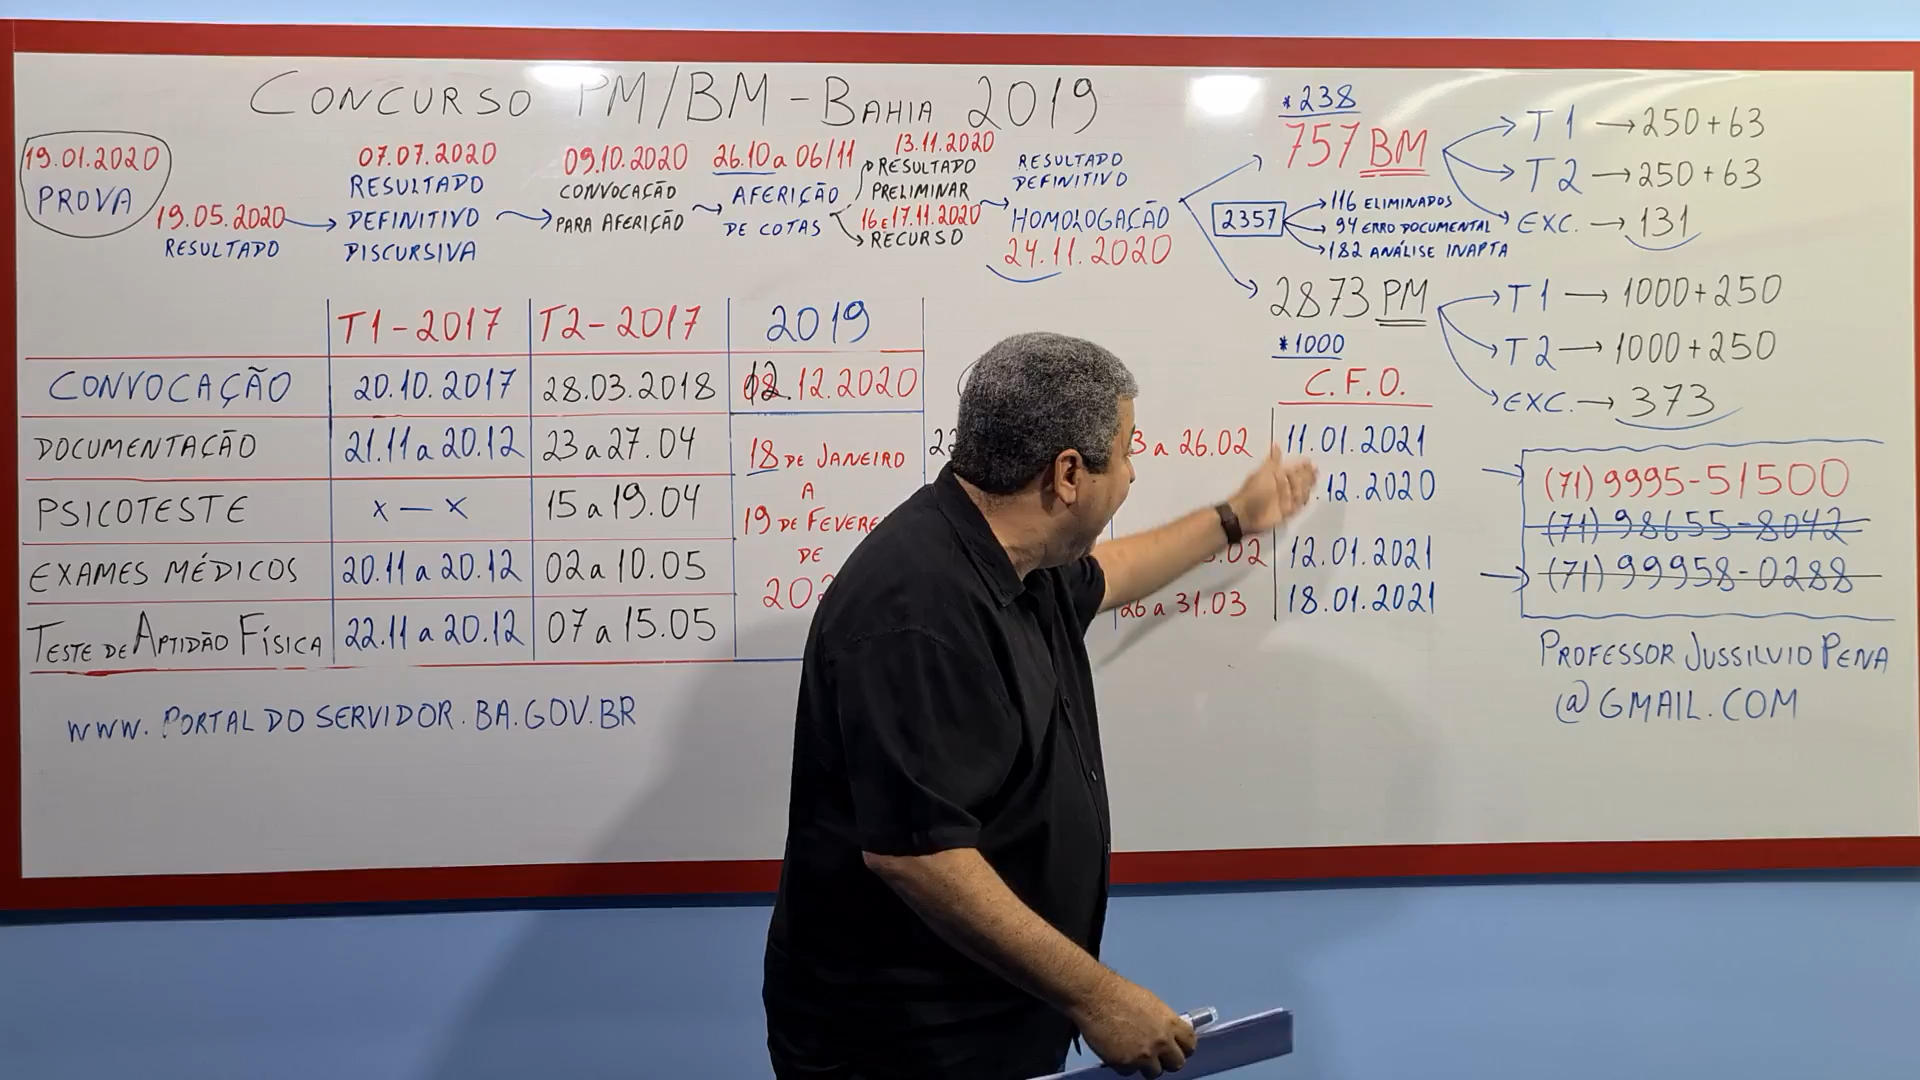 CONCURSO PM/BM - BAHIA 2019
19.01.2020
PROVA
19.05.2020
RESULTADO
07.07.2020
RESULTADO
DEFINITIVO
DISCURSIVA
09.10.2020
CONVOCAÇÃO
PARA AFERIÇÃO
26.10 a 06/11
AFERIÇÃO
DE COTAS
13.11.2020
RESULTADO
PRELIMINAR
16 e 17.11.2020
RECURSO
RESULTADO
DEFINITIVO
HOMOLOGAÇÃO
24.11.2020
*238
757 BM
T1 → 250+63
T2 → 250+63
EXC. → 131
2357
116 ELIMINADOS
94 ERRO DOCUMENTAL
182 ANÁLISE INAPTA
2873 PM
*1000
T1 → 1000+250
T2 → 1000+250
EXC. → 373
T1-2017 T2-2017 2019
CONVOCAÇÃO 20.10.2017 28.03.2018 .12.2020
DOCUMENTAÇÃO 21.11 a 20.12 23 a 27.04
PSICOTESTE x — x 15 a 19.04
EXAMES MÉDICOS 20.11 a 20.12 02 a 10.05
TESTE DE APTIDÃO FÍSICA 22.11 a 20.12 07 a 15.05
18 DE JANEIRO
A
19 DE FEVERE
DE
202
22
3 a 26.02
.02
26 a 31.03
C.F.O.
11.01.2021
.12.2020
12.01.2021
18.01.2021
(71) 9995-51500
(71) 98655-8042
(71) 99958-0288
PROFESSOR JUSSILVIO PENA
@GMAIL.COM
WWW.PORTAL DO SERVIDOR.BA.GOV.BR